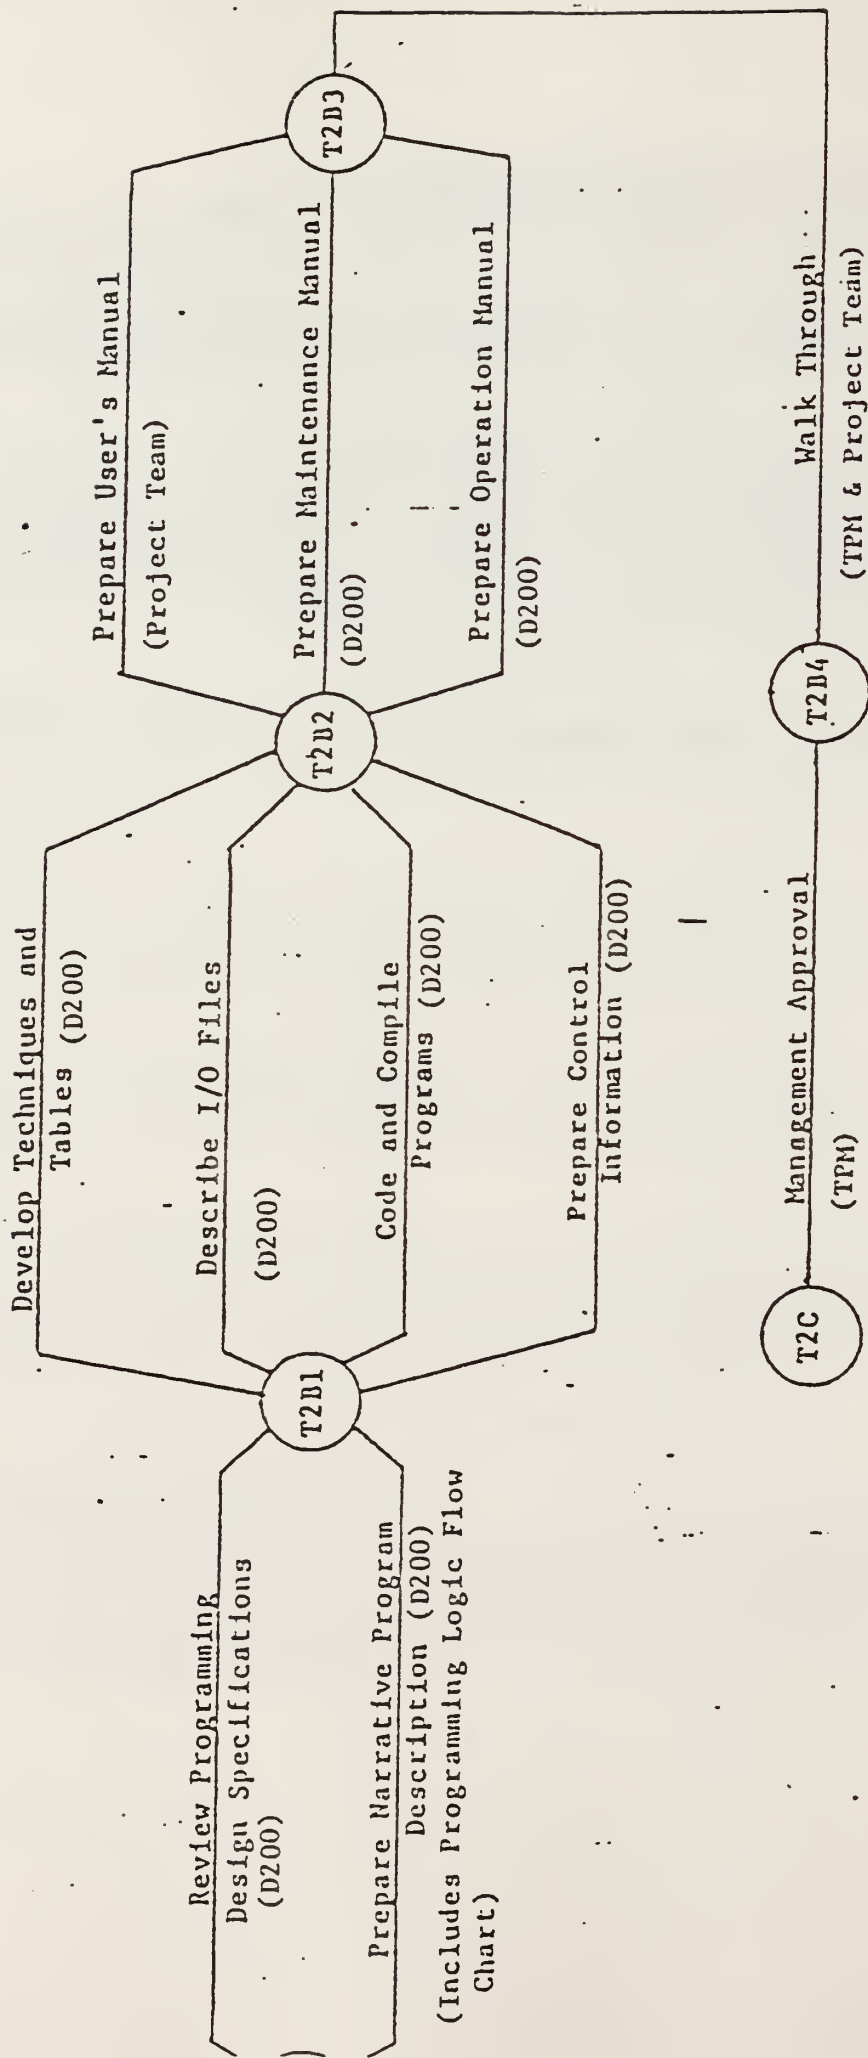 Review Programming
Design Specifications
(D200)
Prepare Narrative Program
Description (D200)
(Includes Programming Logic Flow
Chart)
T2B1
Develop Techniques and
Tables (D200)
Describe I/O Files
(D200)
Code and Compile
Programs (D200)
Prepare Control
Information (D200)
T2B2
Prepare User's Manual
(Project Team)
Prepare Maintenance Manual
(D200)
Prepare Operation Manual
(D200)
T2B3
Walk Through
(TPM & Project Team)
T2B4
Management Approval
(TPM)
T2C